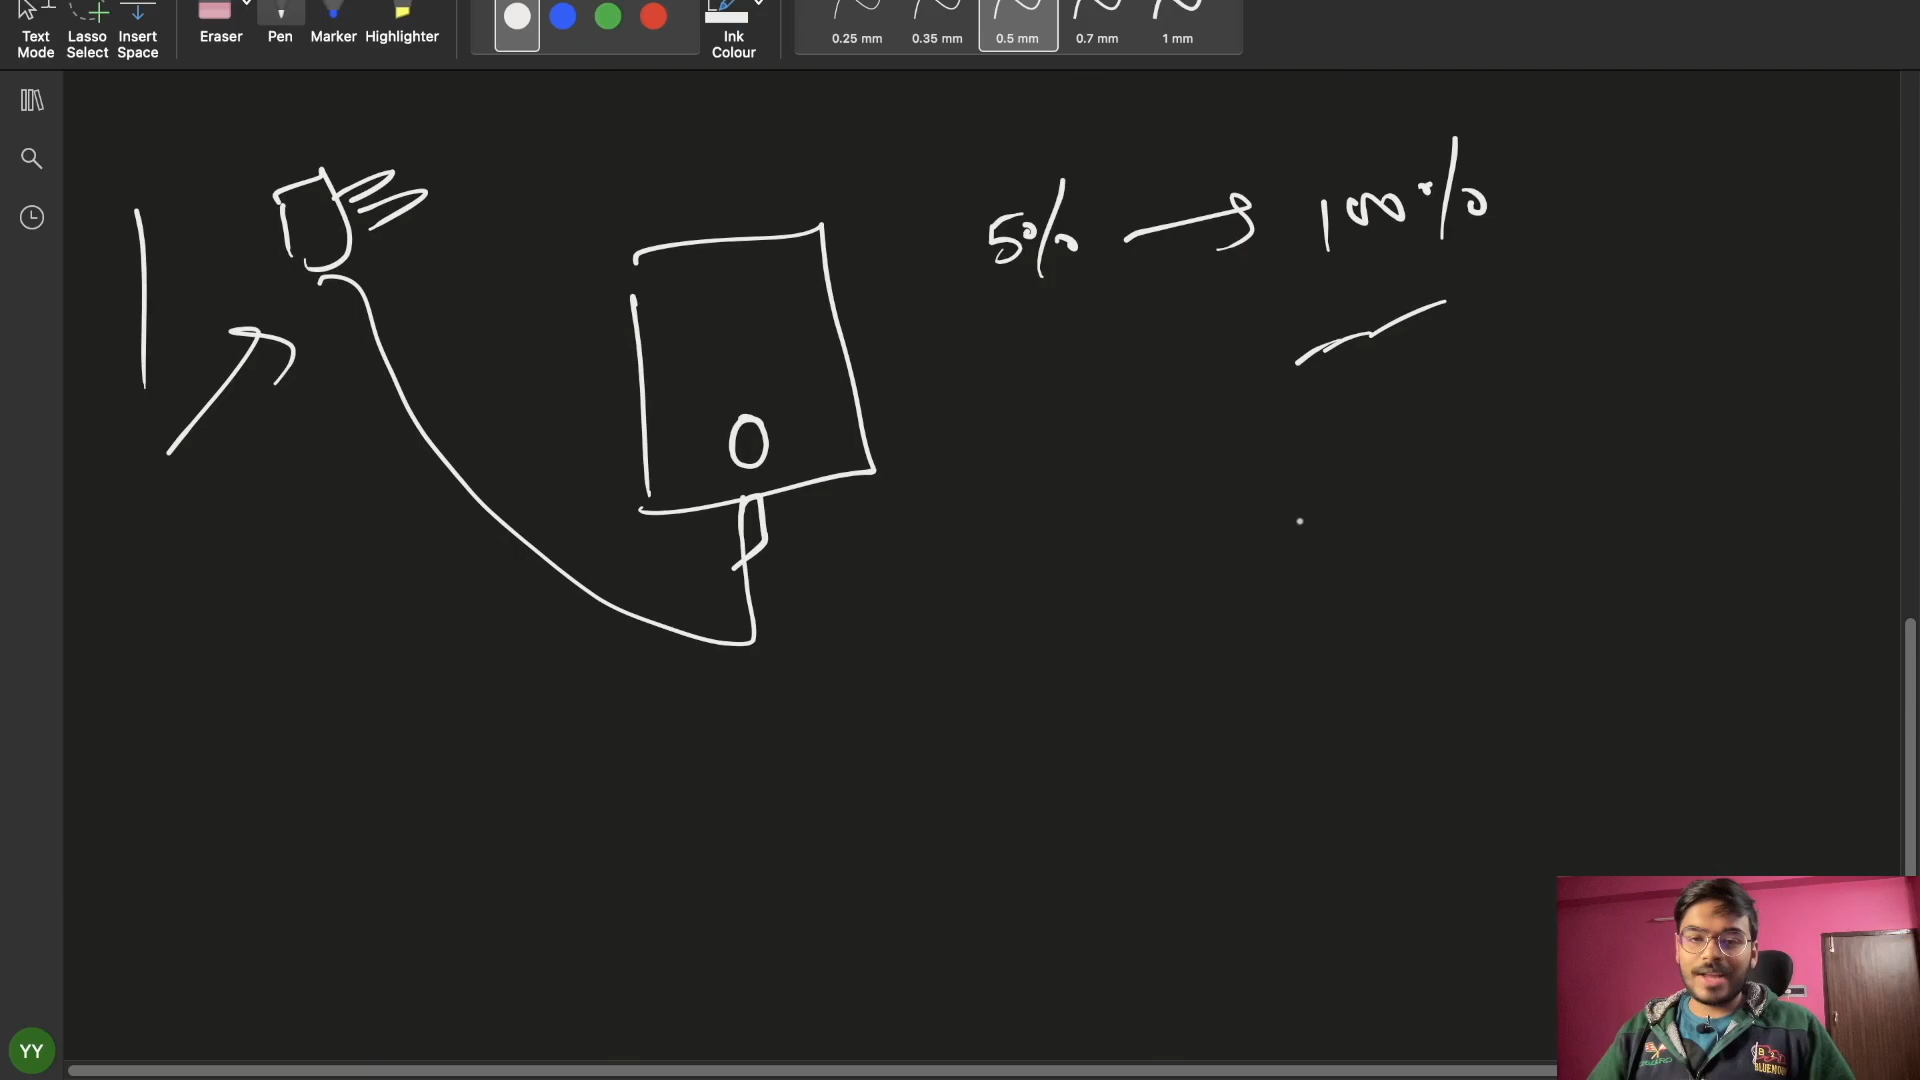 Text Mode
Lasso Select
Insert Space
Eraser
Pen
Marker
Highlighter
Ink Colour
0.25 mm
0.35 mm
0.5 mm
0.7 mm
1 mm
5% → 100%
0
YY